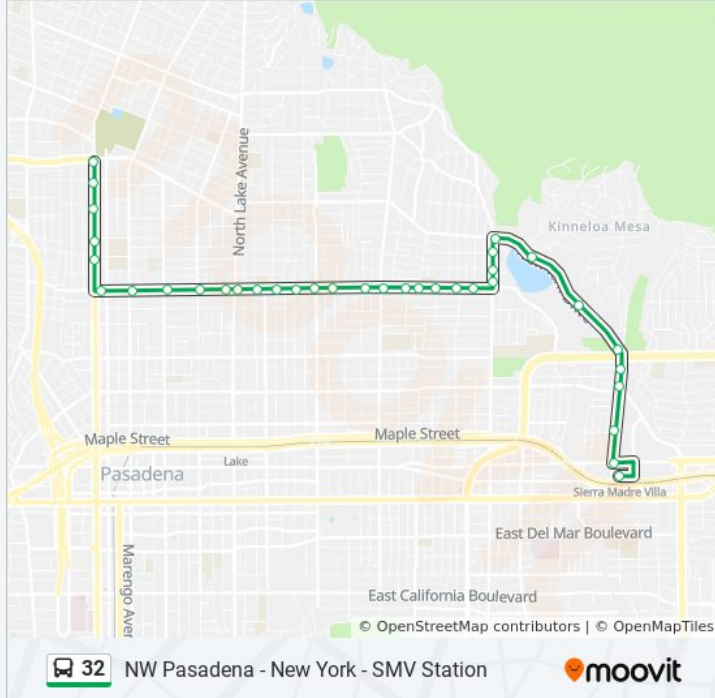 North Lake Avenue
Kinneloa Mesa
Maple Street
Maple Street
Lake
Pasadena
Sierra Madre Villa
East Del Mar Boulevard
Marengo Aven
East California Boulevard
© OpenStreetMap contributors | © OpenMapTiles
32 NW Pasadena - New York - SMV Station
moovit